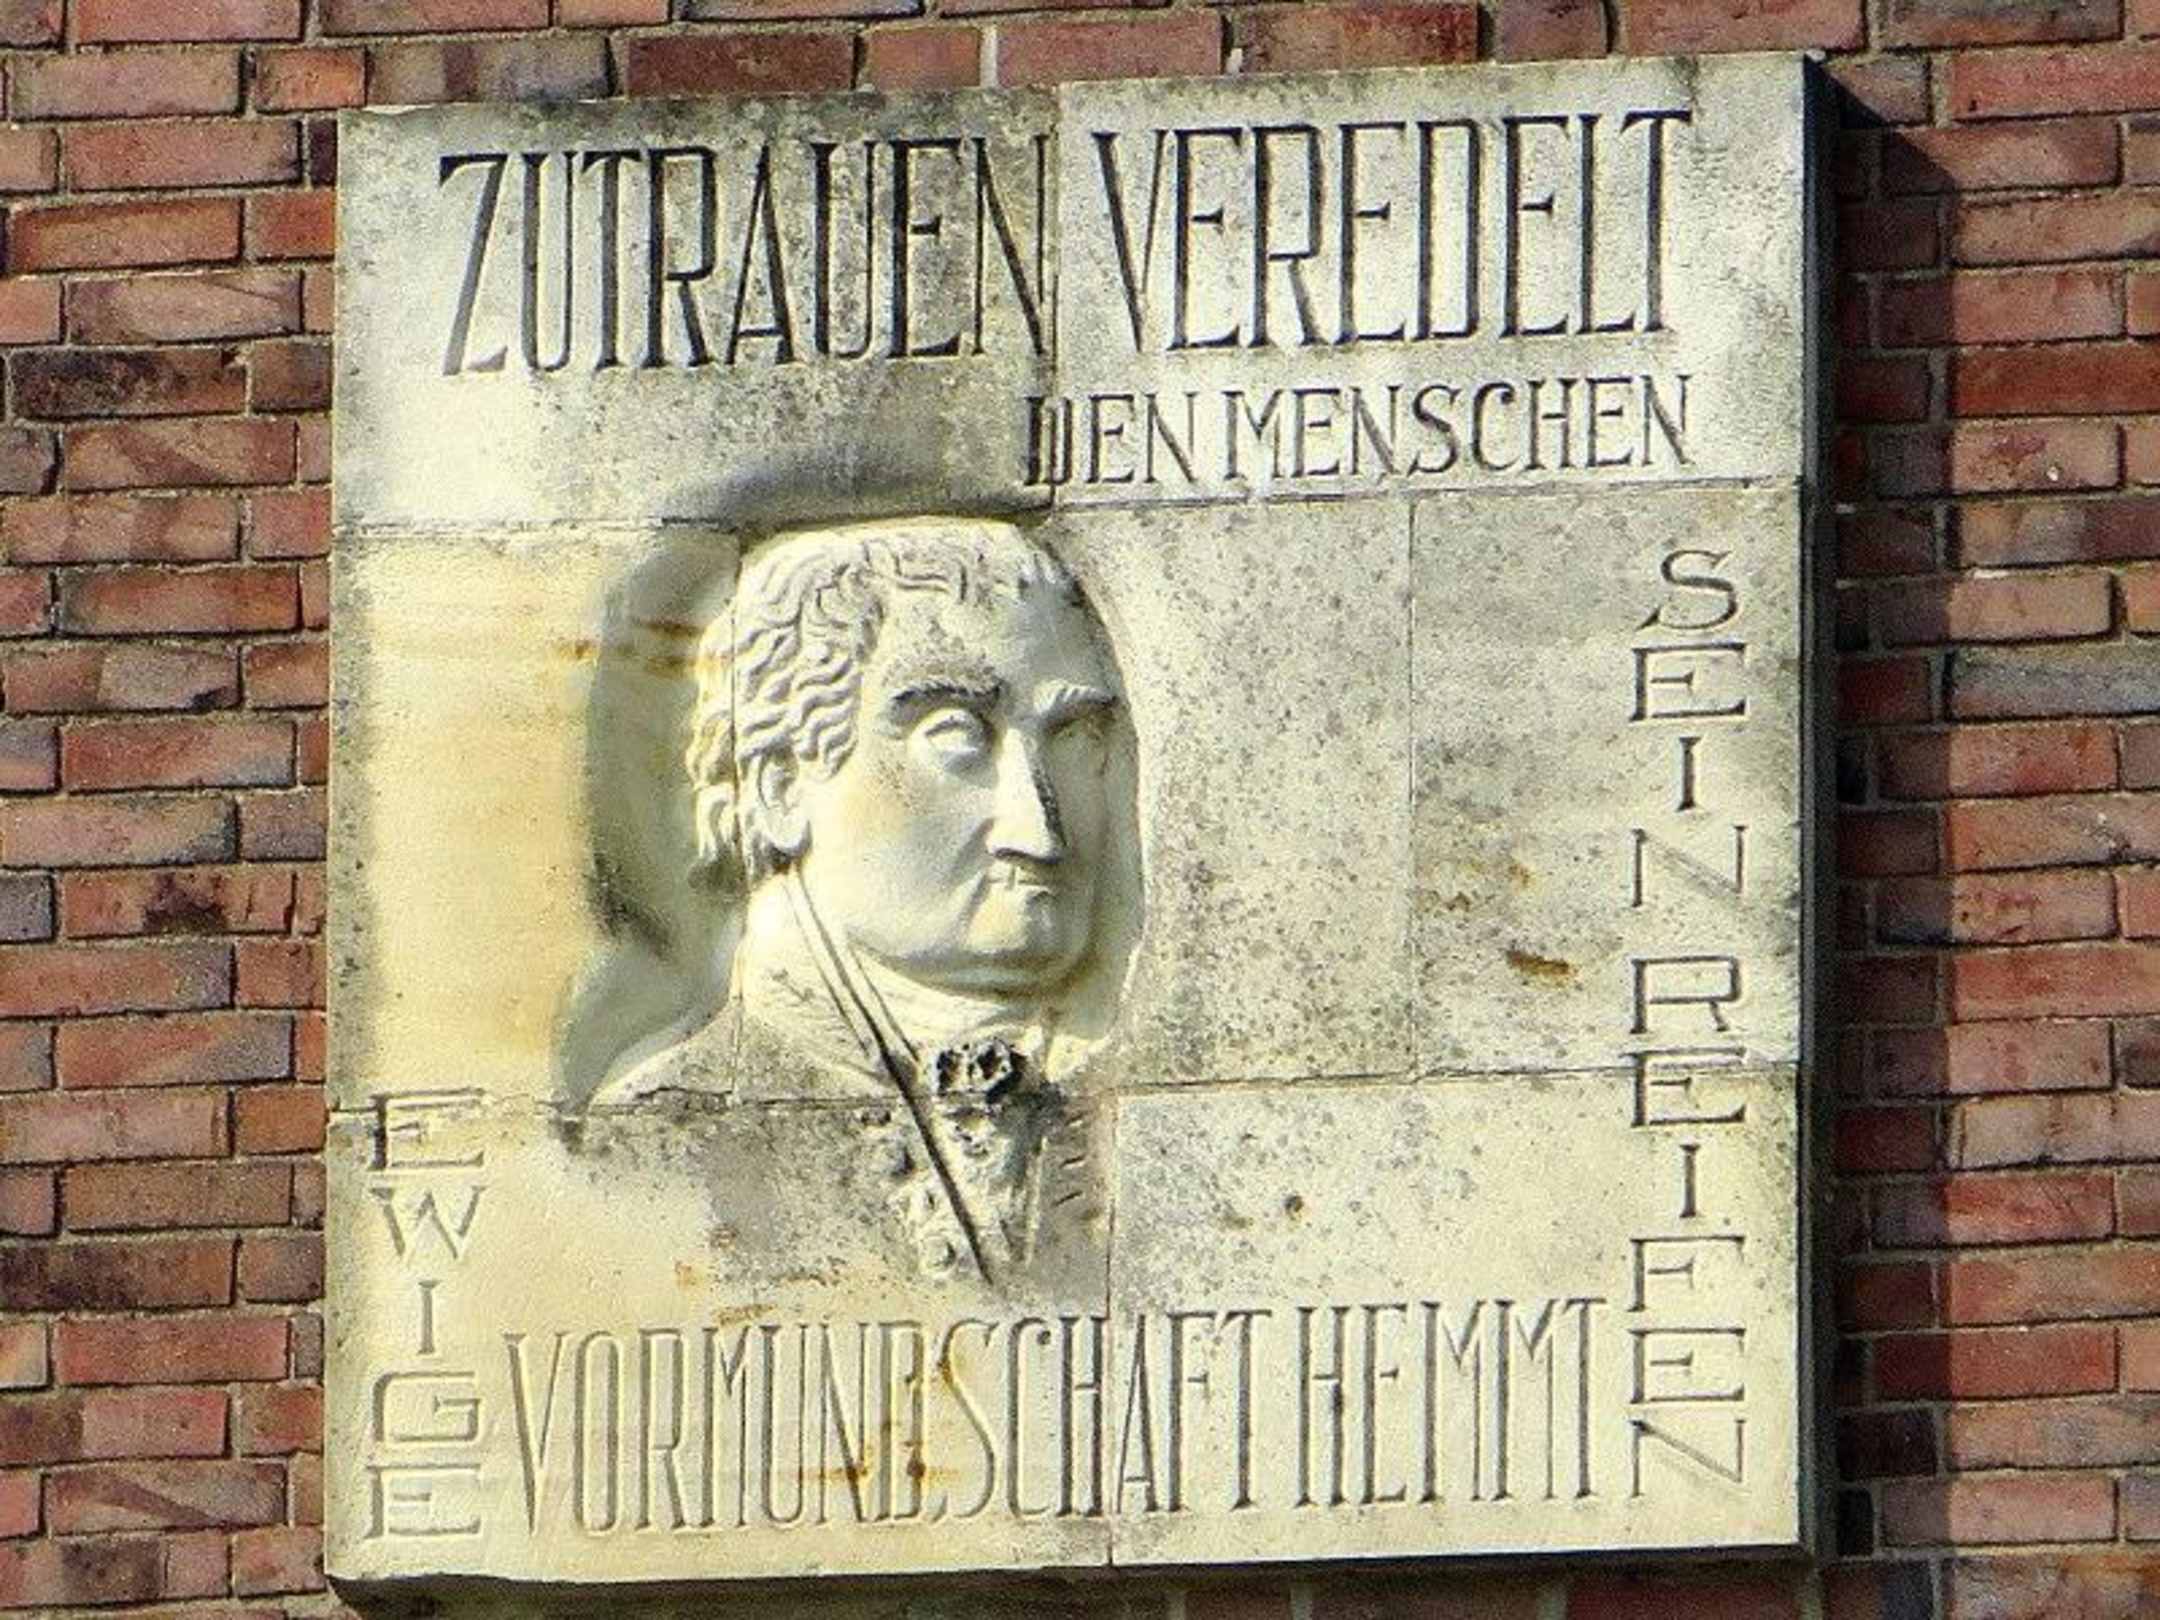 ZUTRAUEN VEREDELT
DEN MENSCHEN
EWIGE
VORMUNDSCHAFT HEMMT
SEIN REIFEN